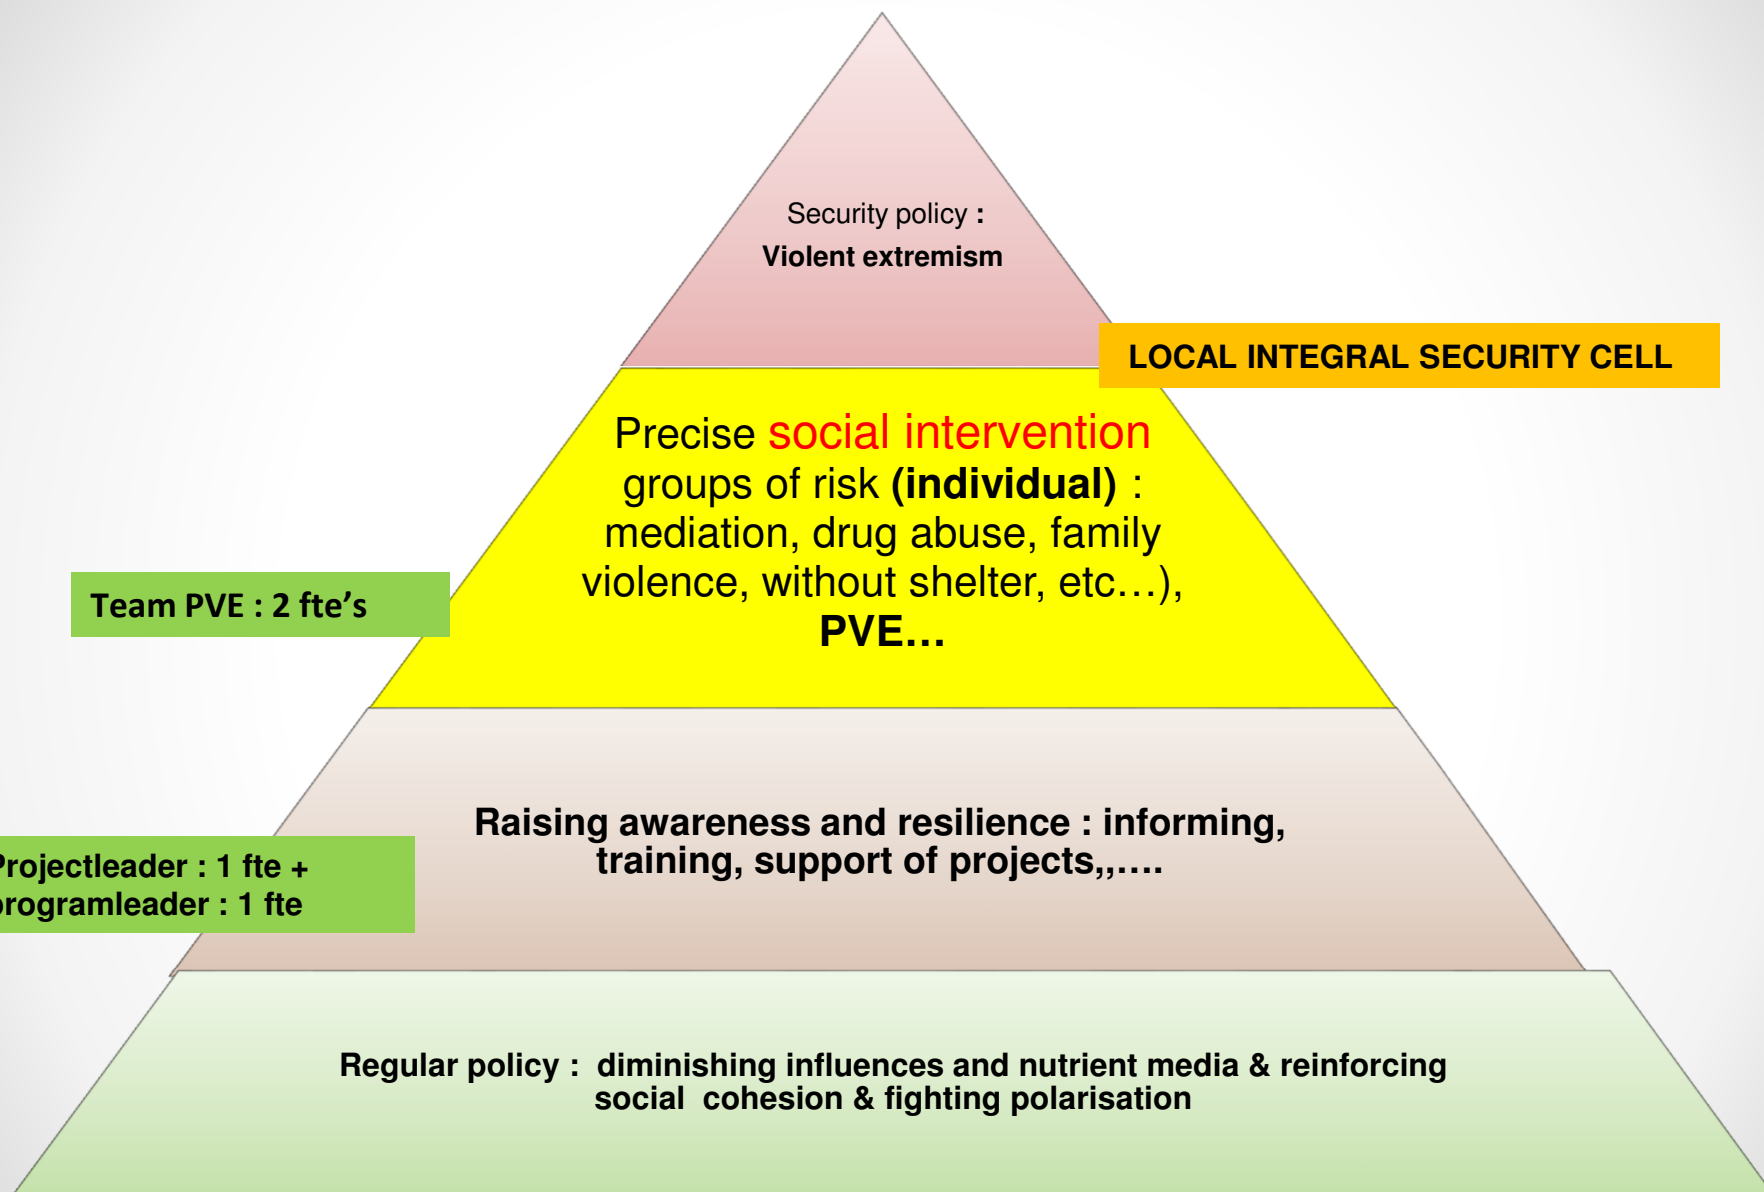 Security policy :
Violent extremism
LOCAL INTEGRAL SECURITY CELL
Precise social intervention
groups of risk (individual) :
mediation, drug abuse, family
violence, without shelter, etc…),
PVE…
Team PVE : 2 fte’s
Raising awareness and resilience : informing,
training, support of projects,,….
Projectleader : 1 fte +
programleader : 1 fte
Regular policy : diminishing influences and nutrient media & reinforcing
social cohesion & fighting polarisation